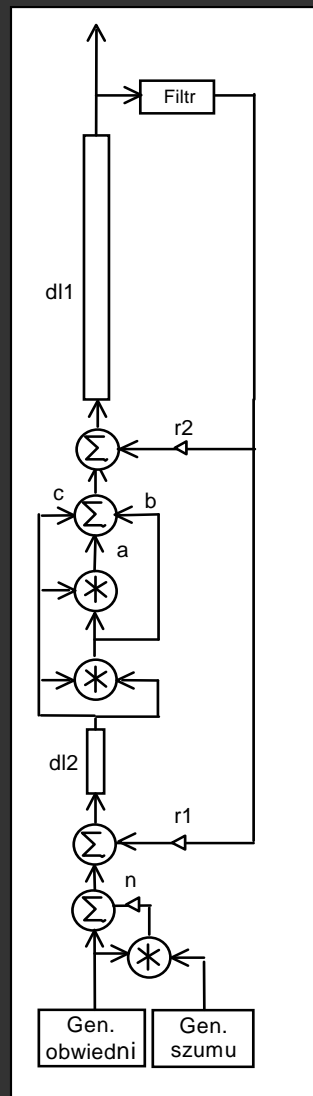 Filtr
dl1
r2
c
b
a
dl2
r1
n
Gen.
obwiedni
Gen.
szumu